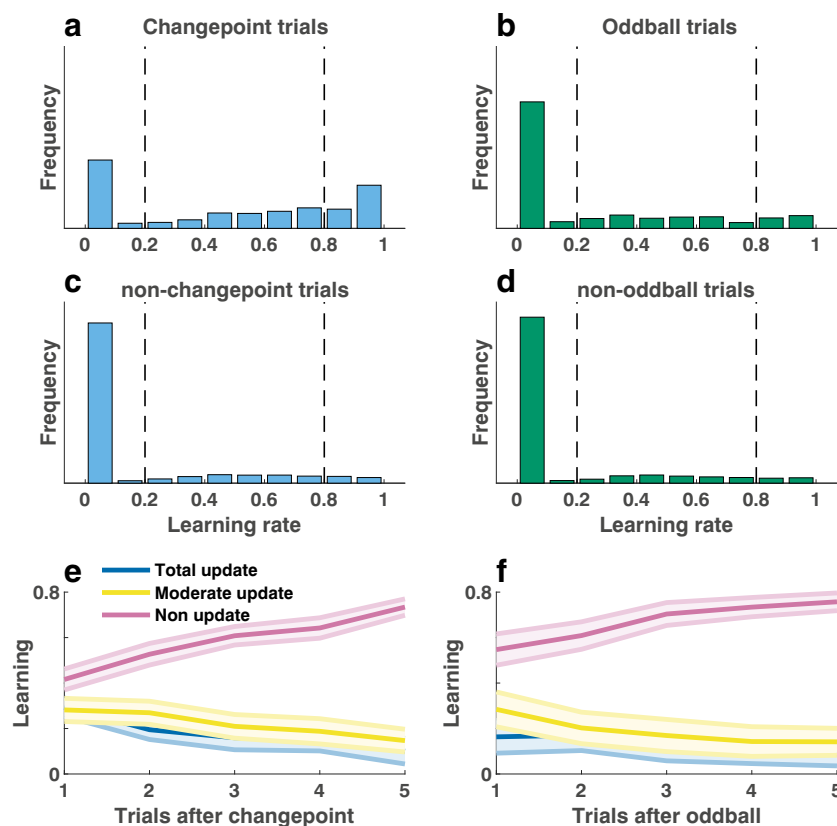 a Changepoint trials
Frequency
0 0.2 0.4 0.6 0.8 1
b Oddball trials
Frequency
0 0.2 0.4 0.6 0.8 1
c non-changepoint trials
Frequency
0 0.2 0.4 0.6 0.8 1
Learning rate
d non-oddball trials
Frequency
0 0.2 0.4 0.6 0.8 1
Learning rate
e
Total update
Moderate update
Non update
0.8
Learning
0
1 2 3 4 5
Trials after changepoint
f
0.8
Learning
0
1 2 3 4 5
Trials after oddball